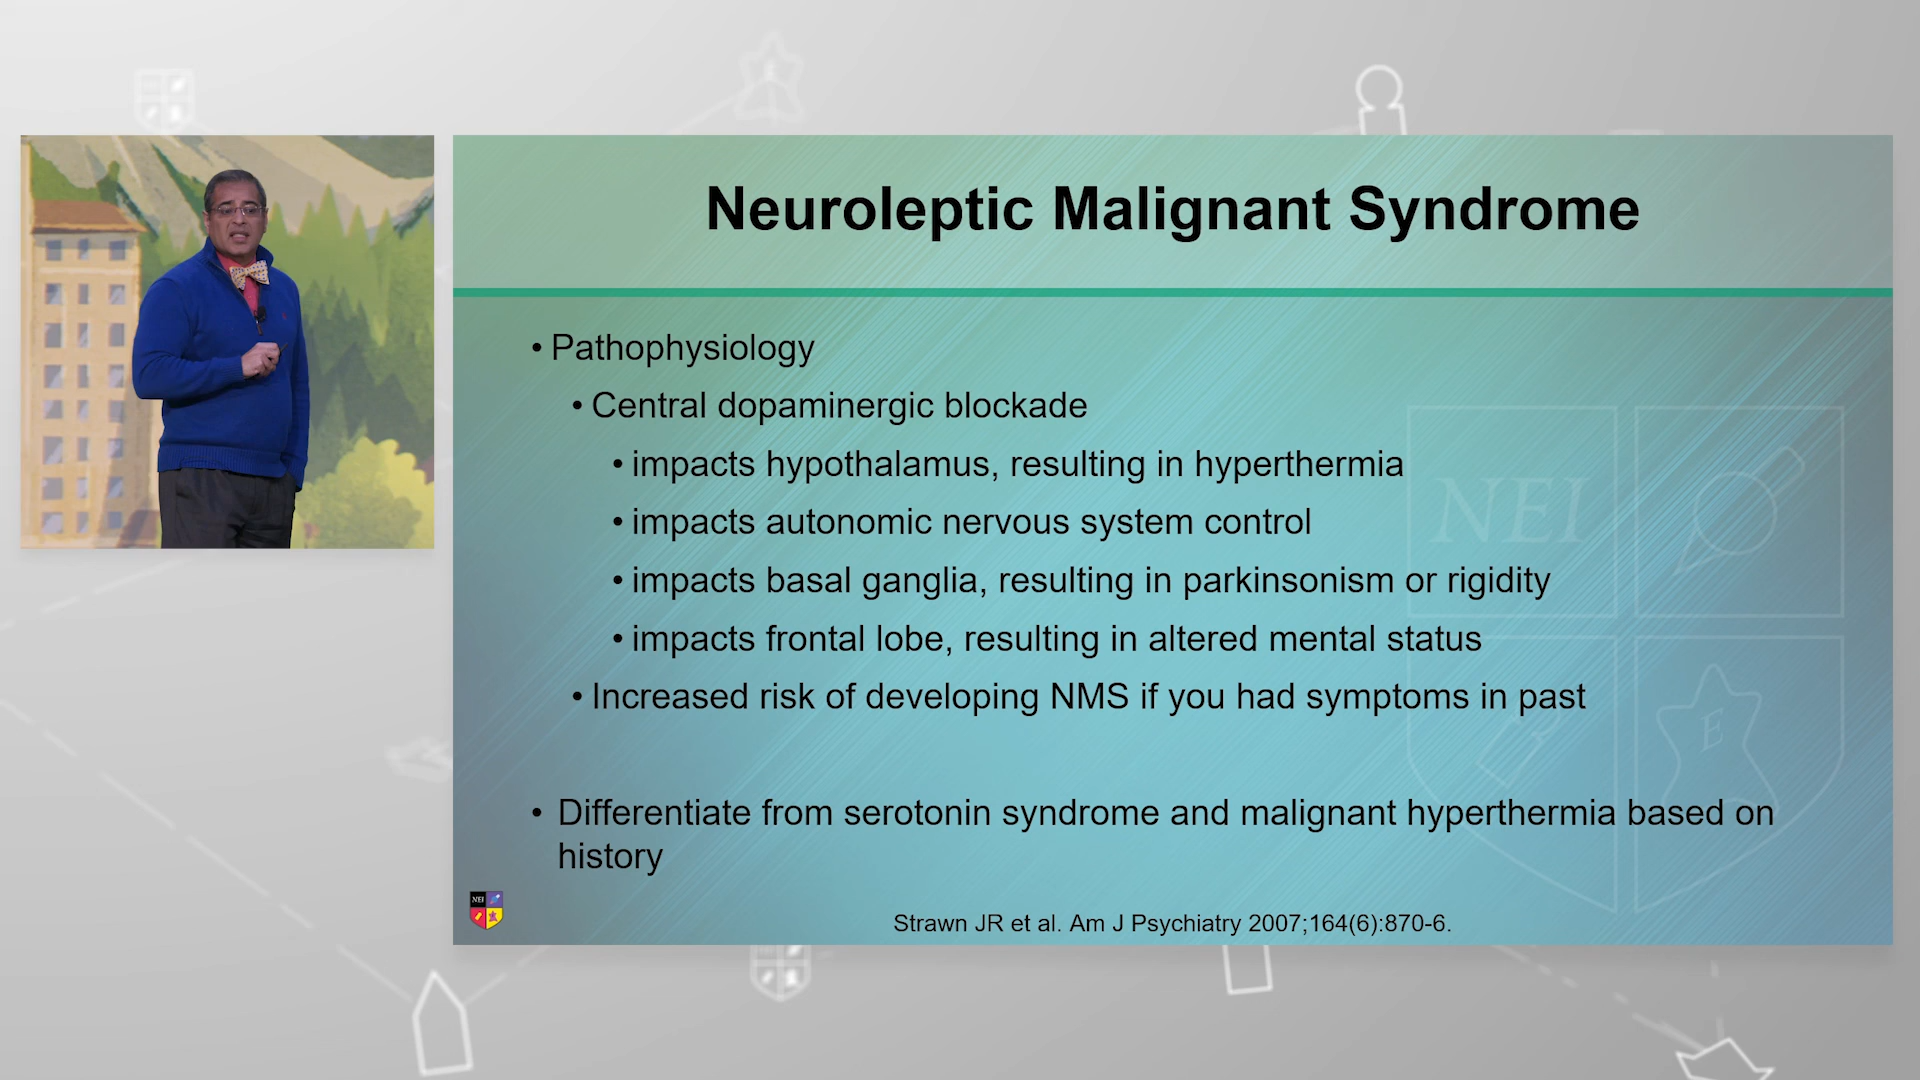 Neuroleptic Malignant Syndrome
• Pathophysiology
• Central dopaminergic blockade
• impacts hypothalamus, resulting in hyperthermia
• impacts autonomic nervous system control
• impacts basal ganglia, resulting in parkinsonism or rigidity
• impacts frontal lobe, resulting in altered mental status
• Increased risk of developing NMS if you had symptoms in past
• Differentiate from serotonin syndrome and malignant hyperthermia based on
history
NEI
E
NEI
Strawn JR et al. Am J Psychiatry 2007;164(6):870-6.